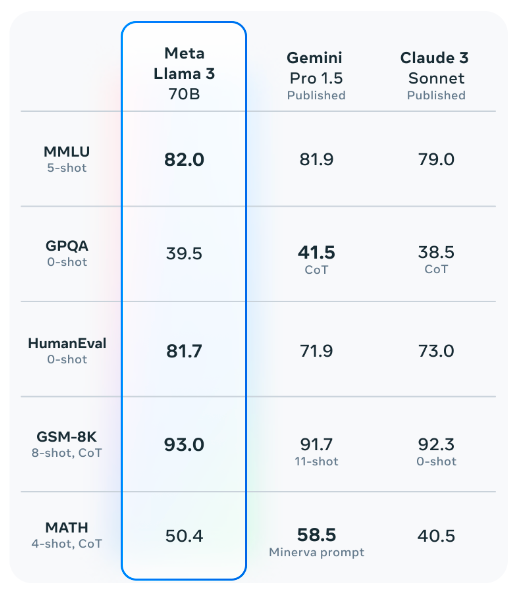 Meta
Llama 3
70B
Gemini
Pro 1.5
Published
Claude 3
Sonnet
Published
MMLU
5-shot
82.0
81.9
79.0
GPQA
0-shot
39.5
41.5
CoT
38.5
CoT
HumanEval
0-shot
81.7
71.9
73.0
GSM-8K
8-shot, CoT
93.0
91.7
11-shot
92.3
0-shot
MATH
4-shot, CoT
50.4
58.5
Minerva prompt
40.5